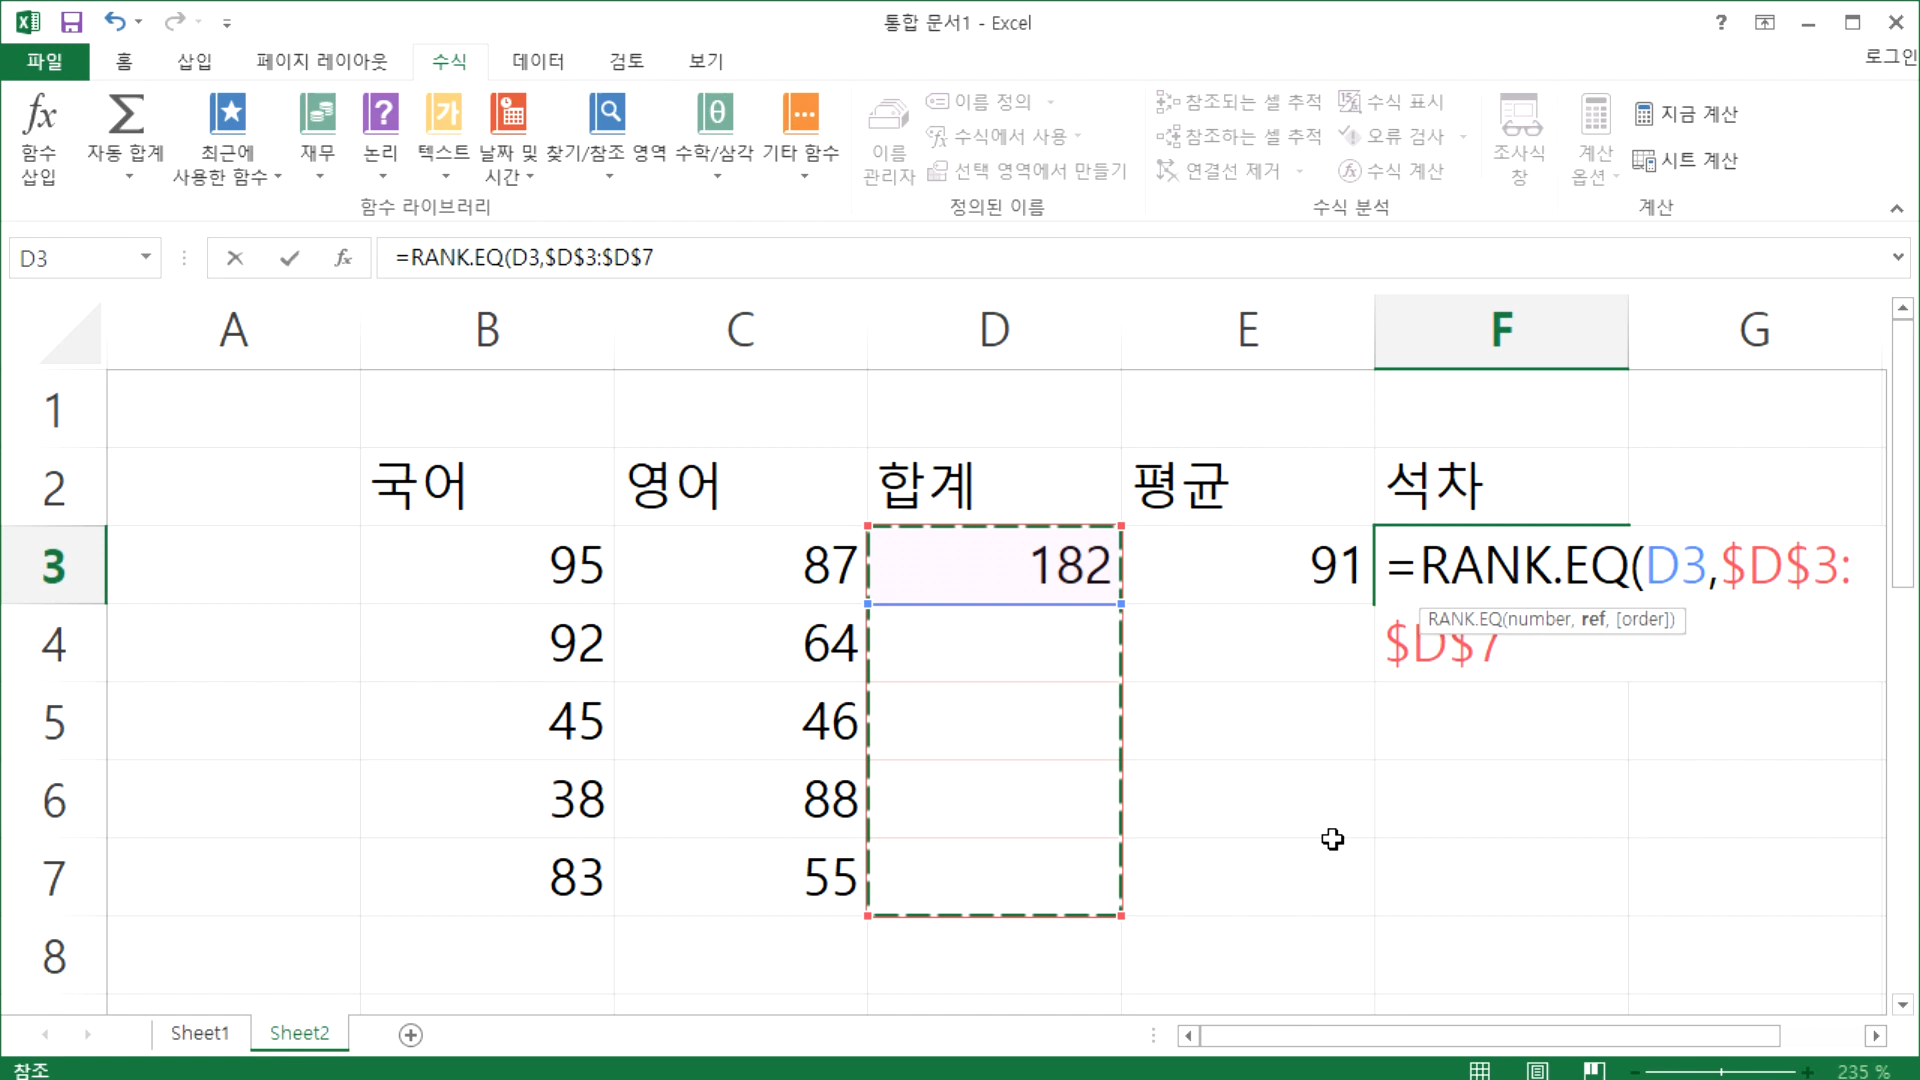 통합 문서1 - Excel
로그인
파일 홈 삽입 페이지 레이아웃 수식 데이터 검토 보기
함수 삽입
자동 합계
최근에 사용한 함수
재무
논리
텍스트
날짜 및 시간
찾기/참조 영역
수학/삼각
기타 함수
함수 라이브러리
이름 관리자
이름 정의
수식에서 사용
선택 영역에서 만들기
정의된 이름
참조되는 셀 추적
참조하는 셀 추적
연결선 제거
수식 표시
오류 검사
수식 계산
수식 분석
조사식 창
계산 옵션
지금 계산
시트 계산
계산
D3 =RANK.EQ(D3,$D$3:$D$7
A B C D E F G
1
2 국어 영어 합계 평균 석차
3 95 87 182 91 =RANK.EQ(D3,$D$3:
RANK.EQ(number, ref, [order])
4 92 64 $D$7
5 45 46
6 38 88
7 83 55
8
Sheet1 Sheet2
참조 235 %